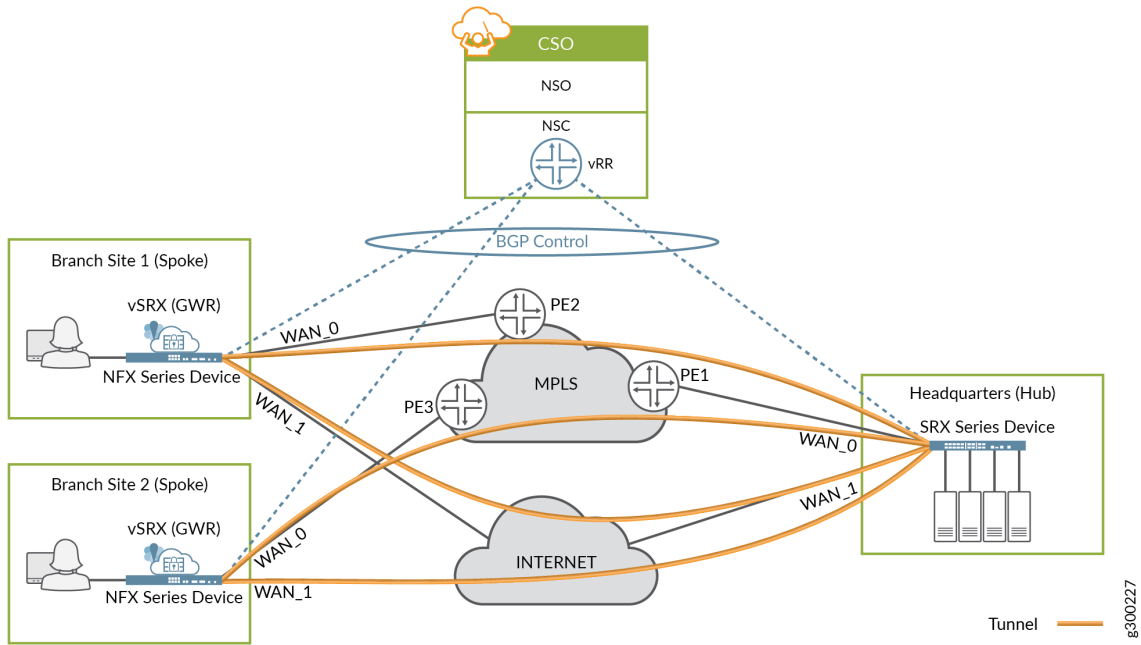 CSO
NSO
NSC
vRR
BGP Control
Branch Site 1 (Spoke)
vSRX (GWR)
NFX Series Device
WAN_0
WAN_1
PE2
MPLS
PE1
PE3
Headquarters (Hub)
SRX Series Device
WAN_0
WAN_1
Branch Site 2 (Spoke)
vSRX (GWR)
NFX Series Device
WAN_0
WAN_1
INTERNET
Tunnel
g300227